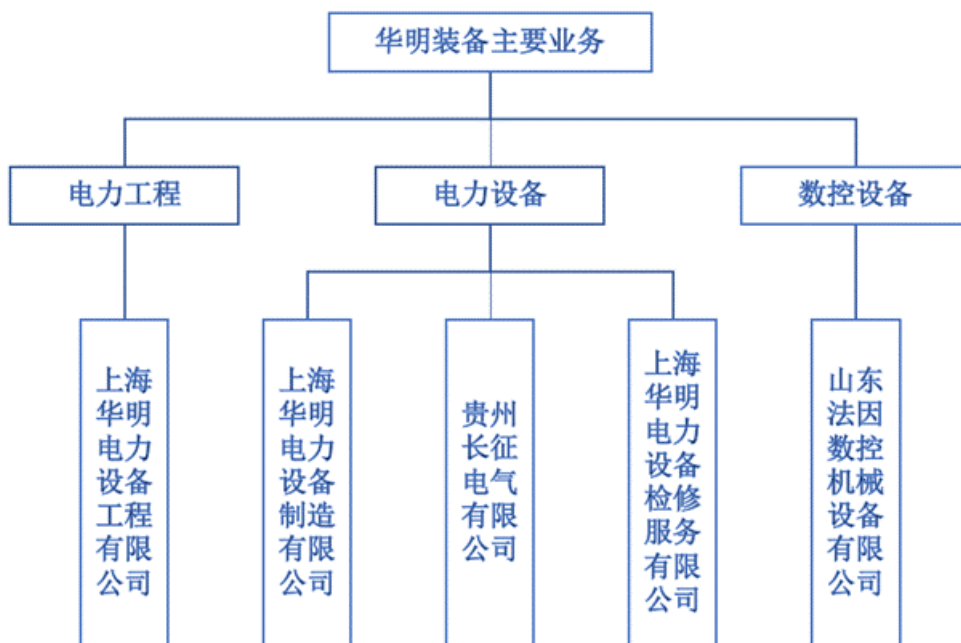 华明装备主要业务
电力工程
电力设备
数控设备
上海
华明
电力
设备
工程
有限
公司
上海
华明
电力
设备
制造
有限
公司
贵州
长征
电气
有限
公司
上海
华明
电力
设备
检修
服务
有限
公司
山东
法因
数控
机械
设备
有限
公司